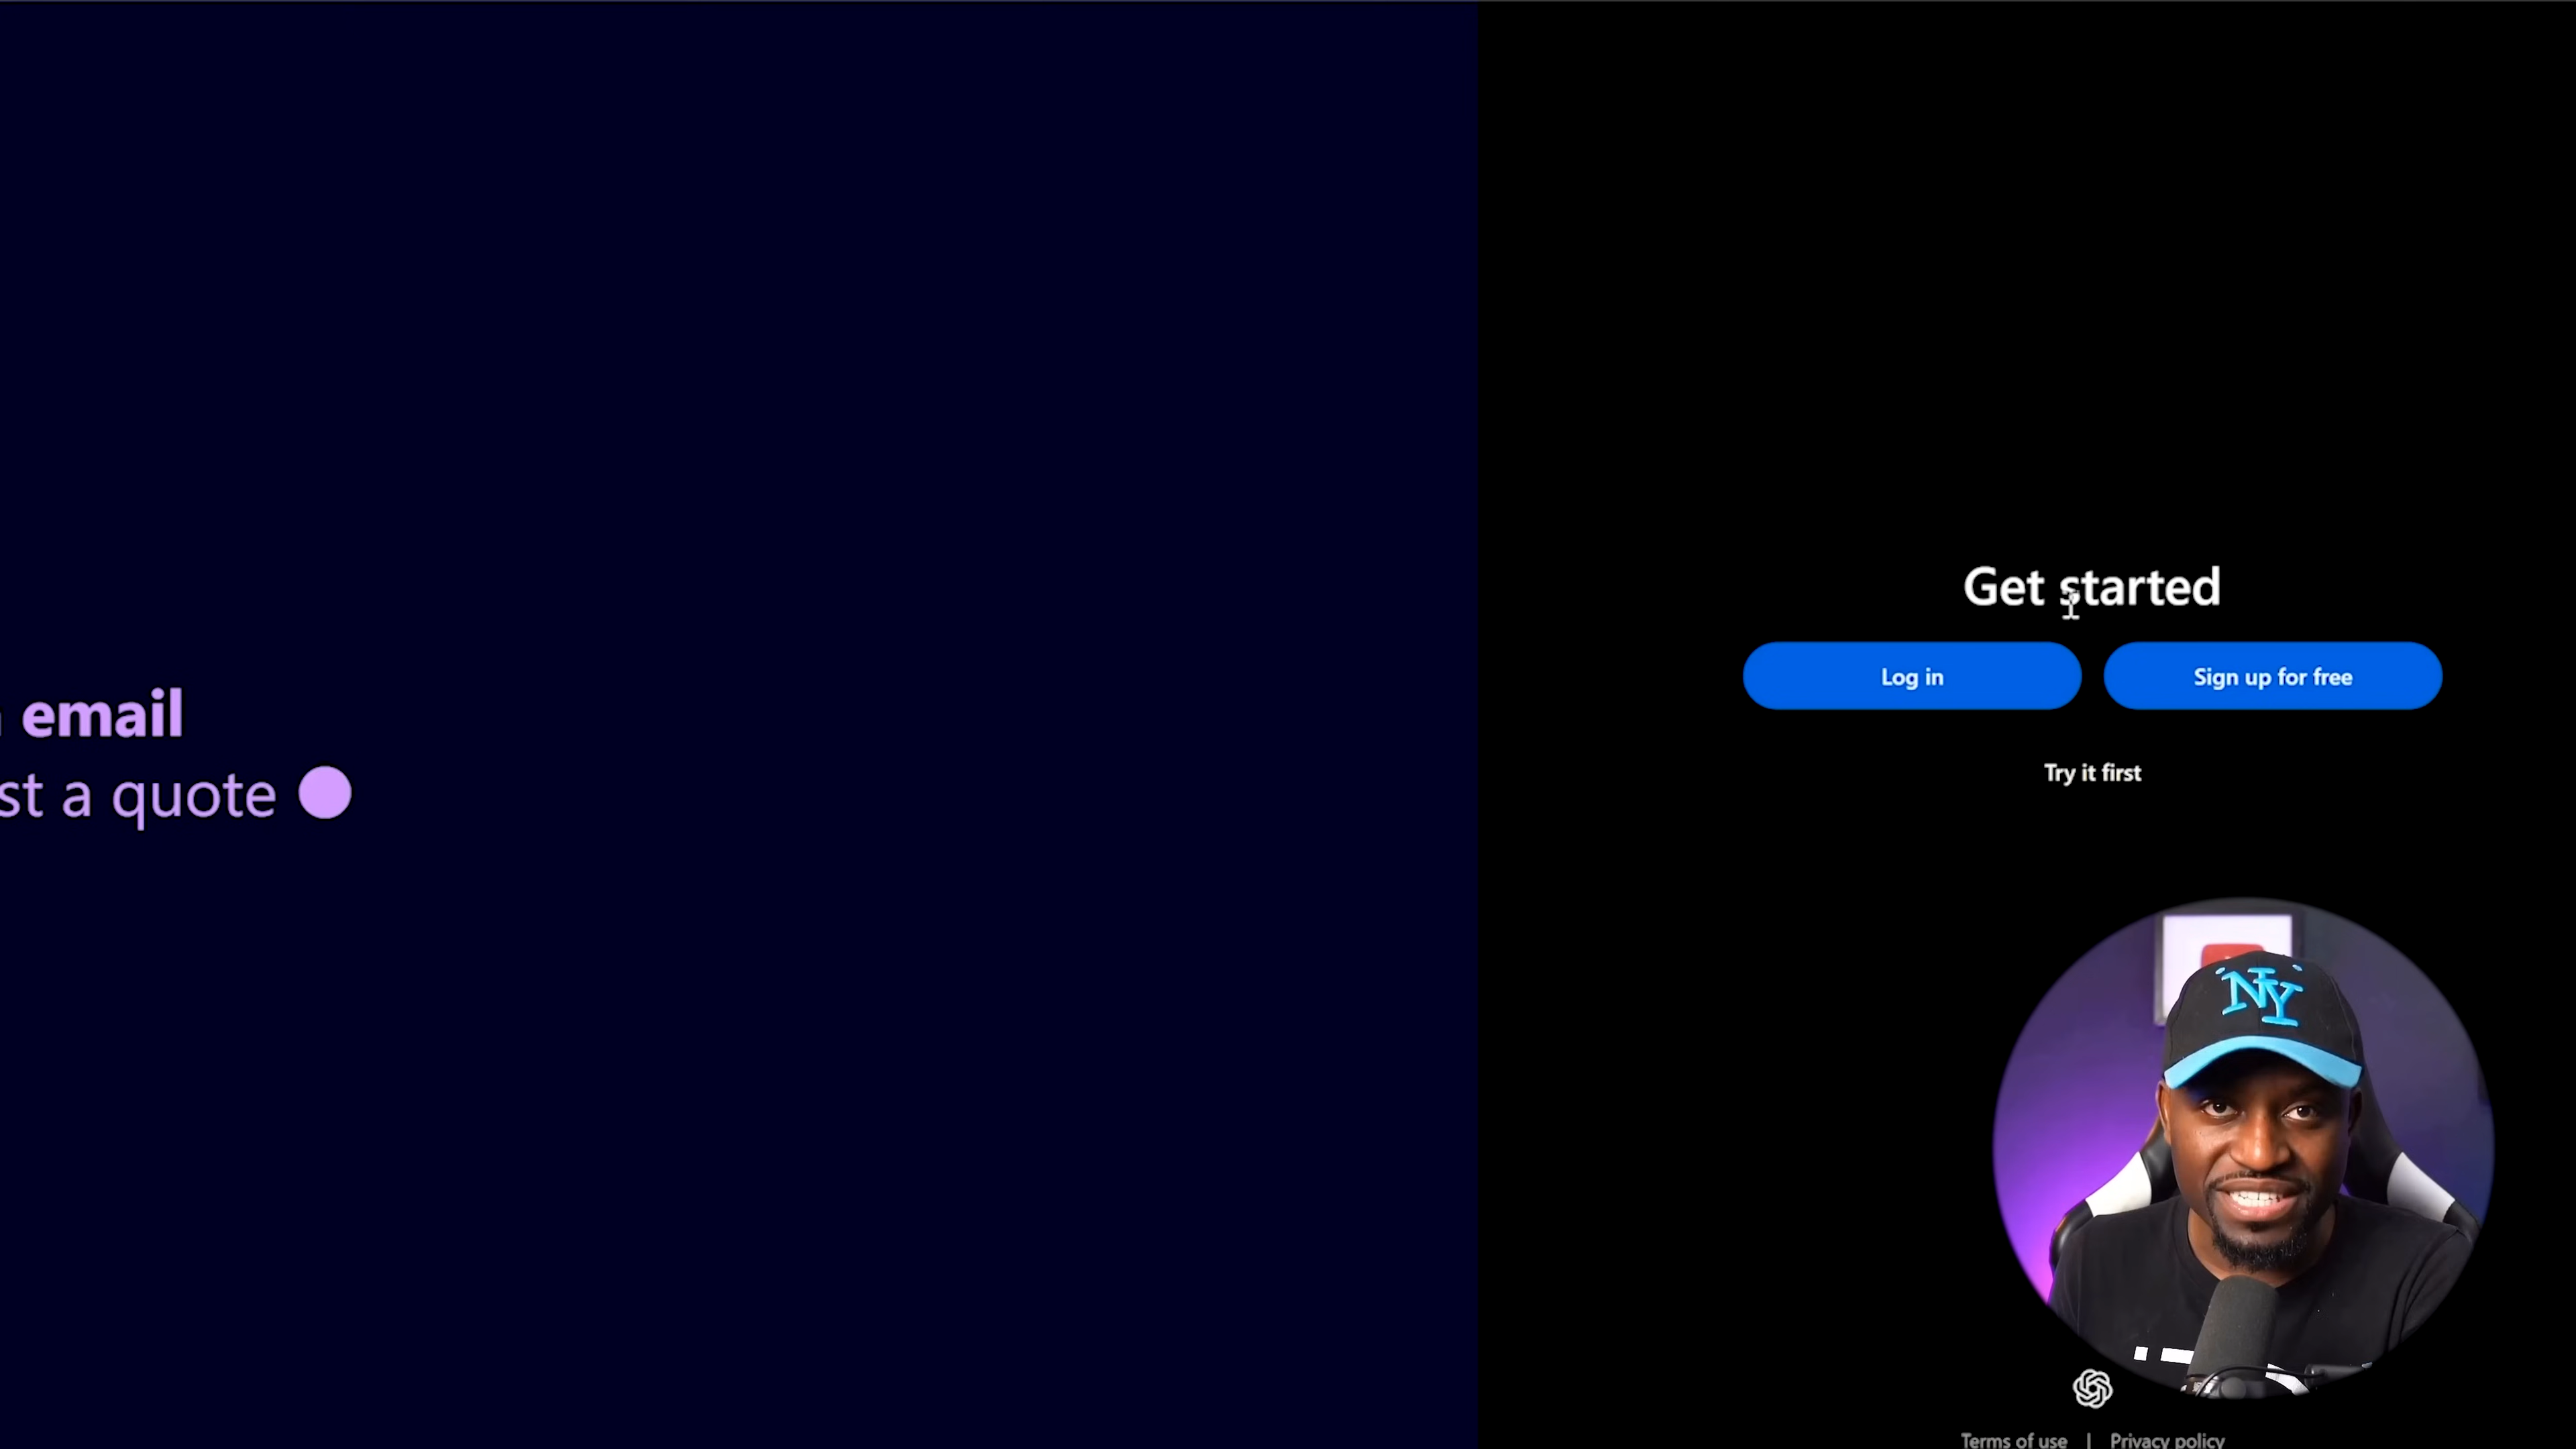 email
st a quote
Get started
Log in
Sign up for free
Try it first
NY
Terms of use | Privacy policy